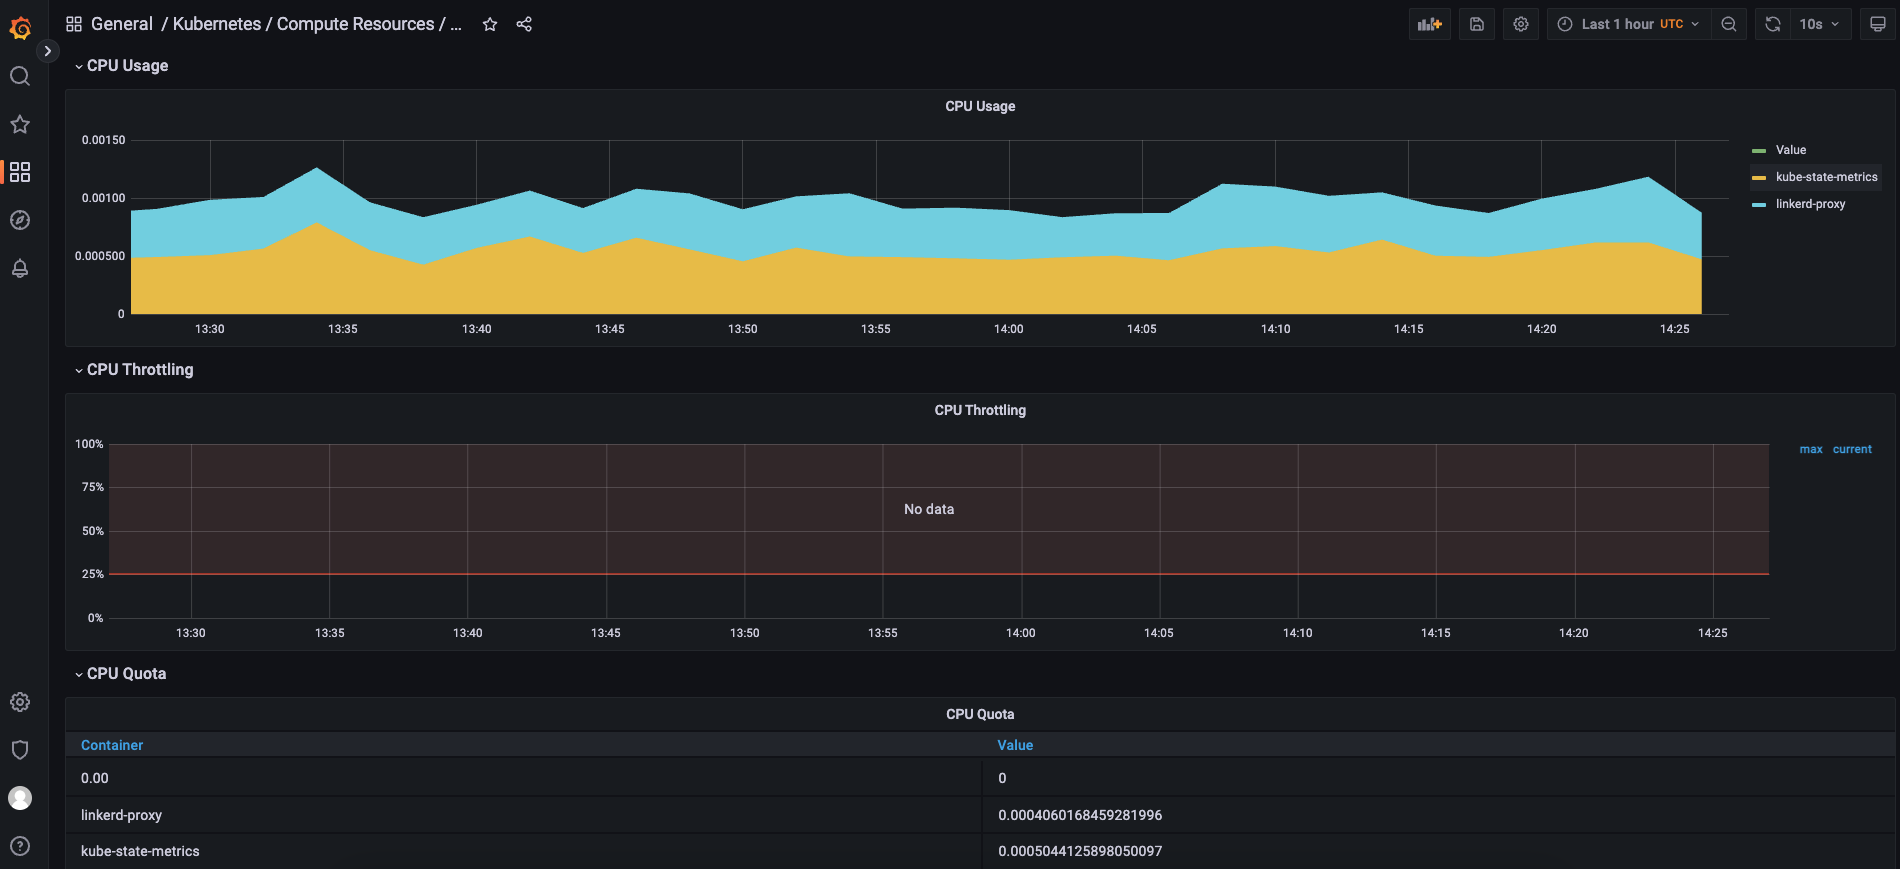 General / Kubernetes / Compute Resources / ...
Last 1 hour UTC
10s
CPU Usage
CPU Usage
0.00150
0.00100
0.000500
0
13:30 13:35 13:40 13:45 13:50 13:55 14:00 14:05 14:10 14:15 14:20 14:25
Value
kube-state-metrics
linkerd-proxy
CPU Throttling
CPU Throttling
100%
75%
50%
25%
0%
No data
13:30 13:35 13:40 13:45 13:50 13:55 14:00 14:05 14:10 14:15 14:20 14:25
max current
CPU Quota
CPU Quota
Container Value
0.00 0
linkerd-proxy 0.0004060168459281996
kube-state-metrics 0.0005044125898050097